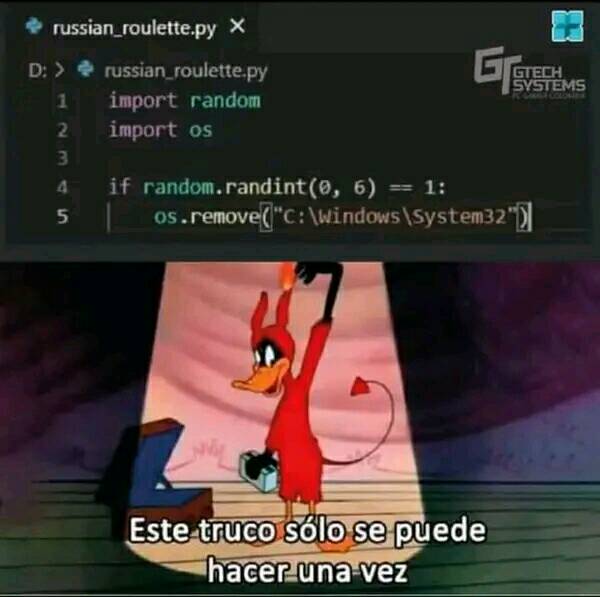 russian_roulette.py ×
GTECH
SYSTEMS
D: > russian_roulette.py
1 import random
2 import os
3
4 if random.randint(0, 6) == 1:
5 os.remove("C:\Windows\System32")
Este truco sólo se puede
hacer una vez